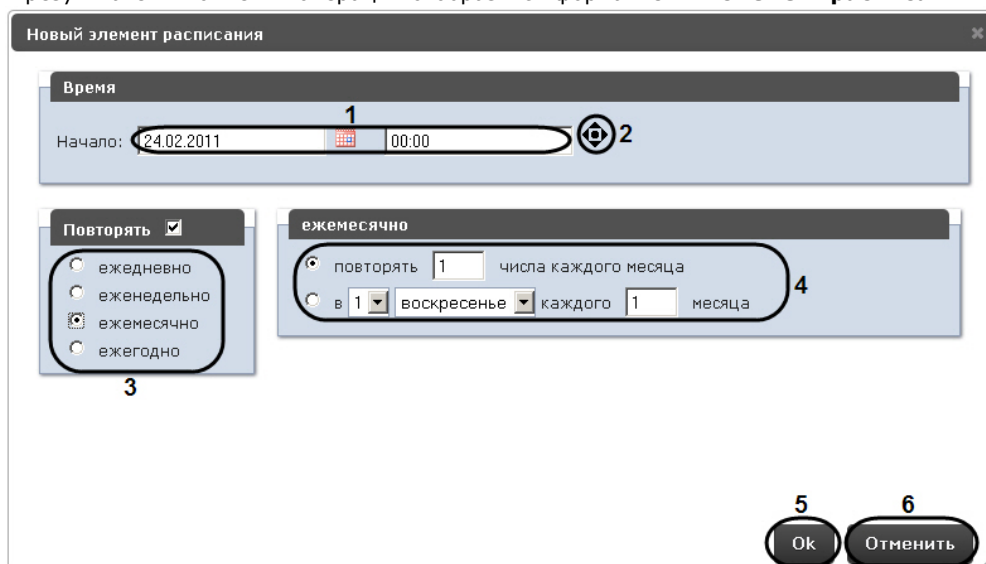 Новый элемент расписания
Время
1
Начало: 24.02.2011 00:00 2
Повторять
ежедневно
еженедельно
ежемесячно
ежегодно
3
ежемесячно
повторять 1 числа каждого месяца
в 1 воскресенье каждого 1 месяца
4
5 6
Ok Отменить